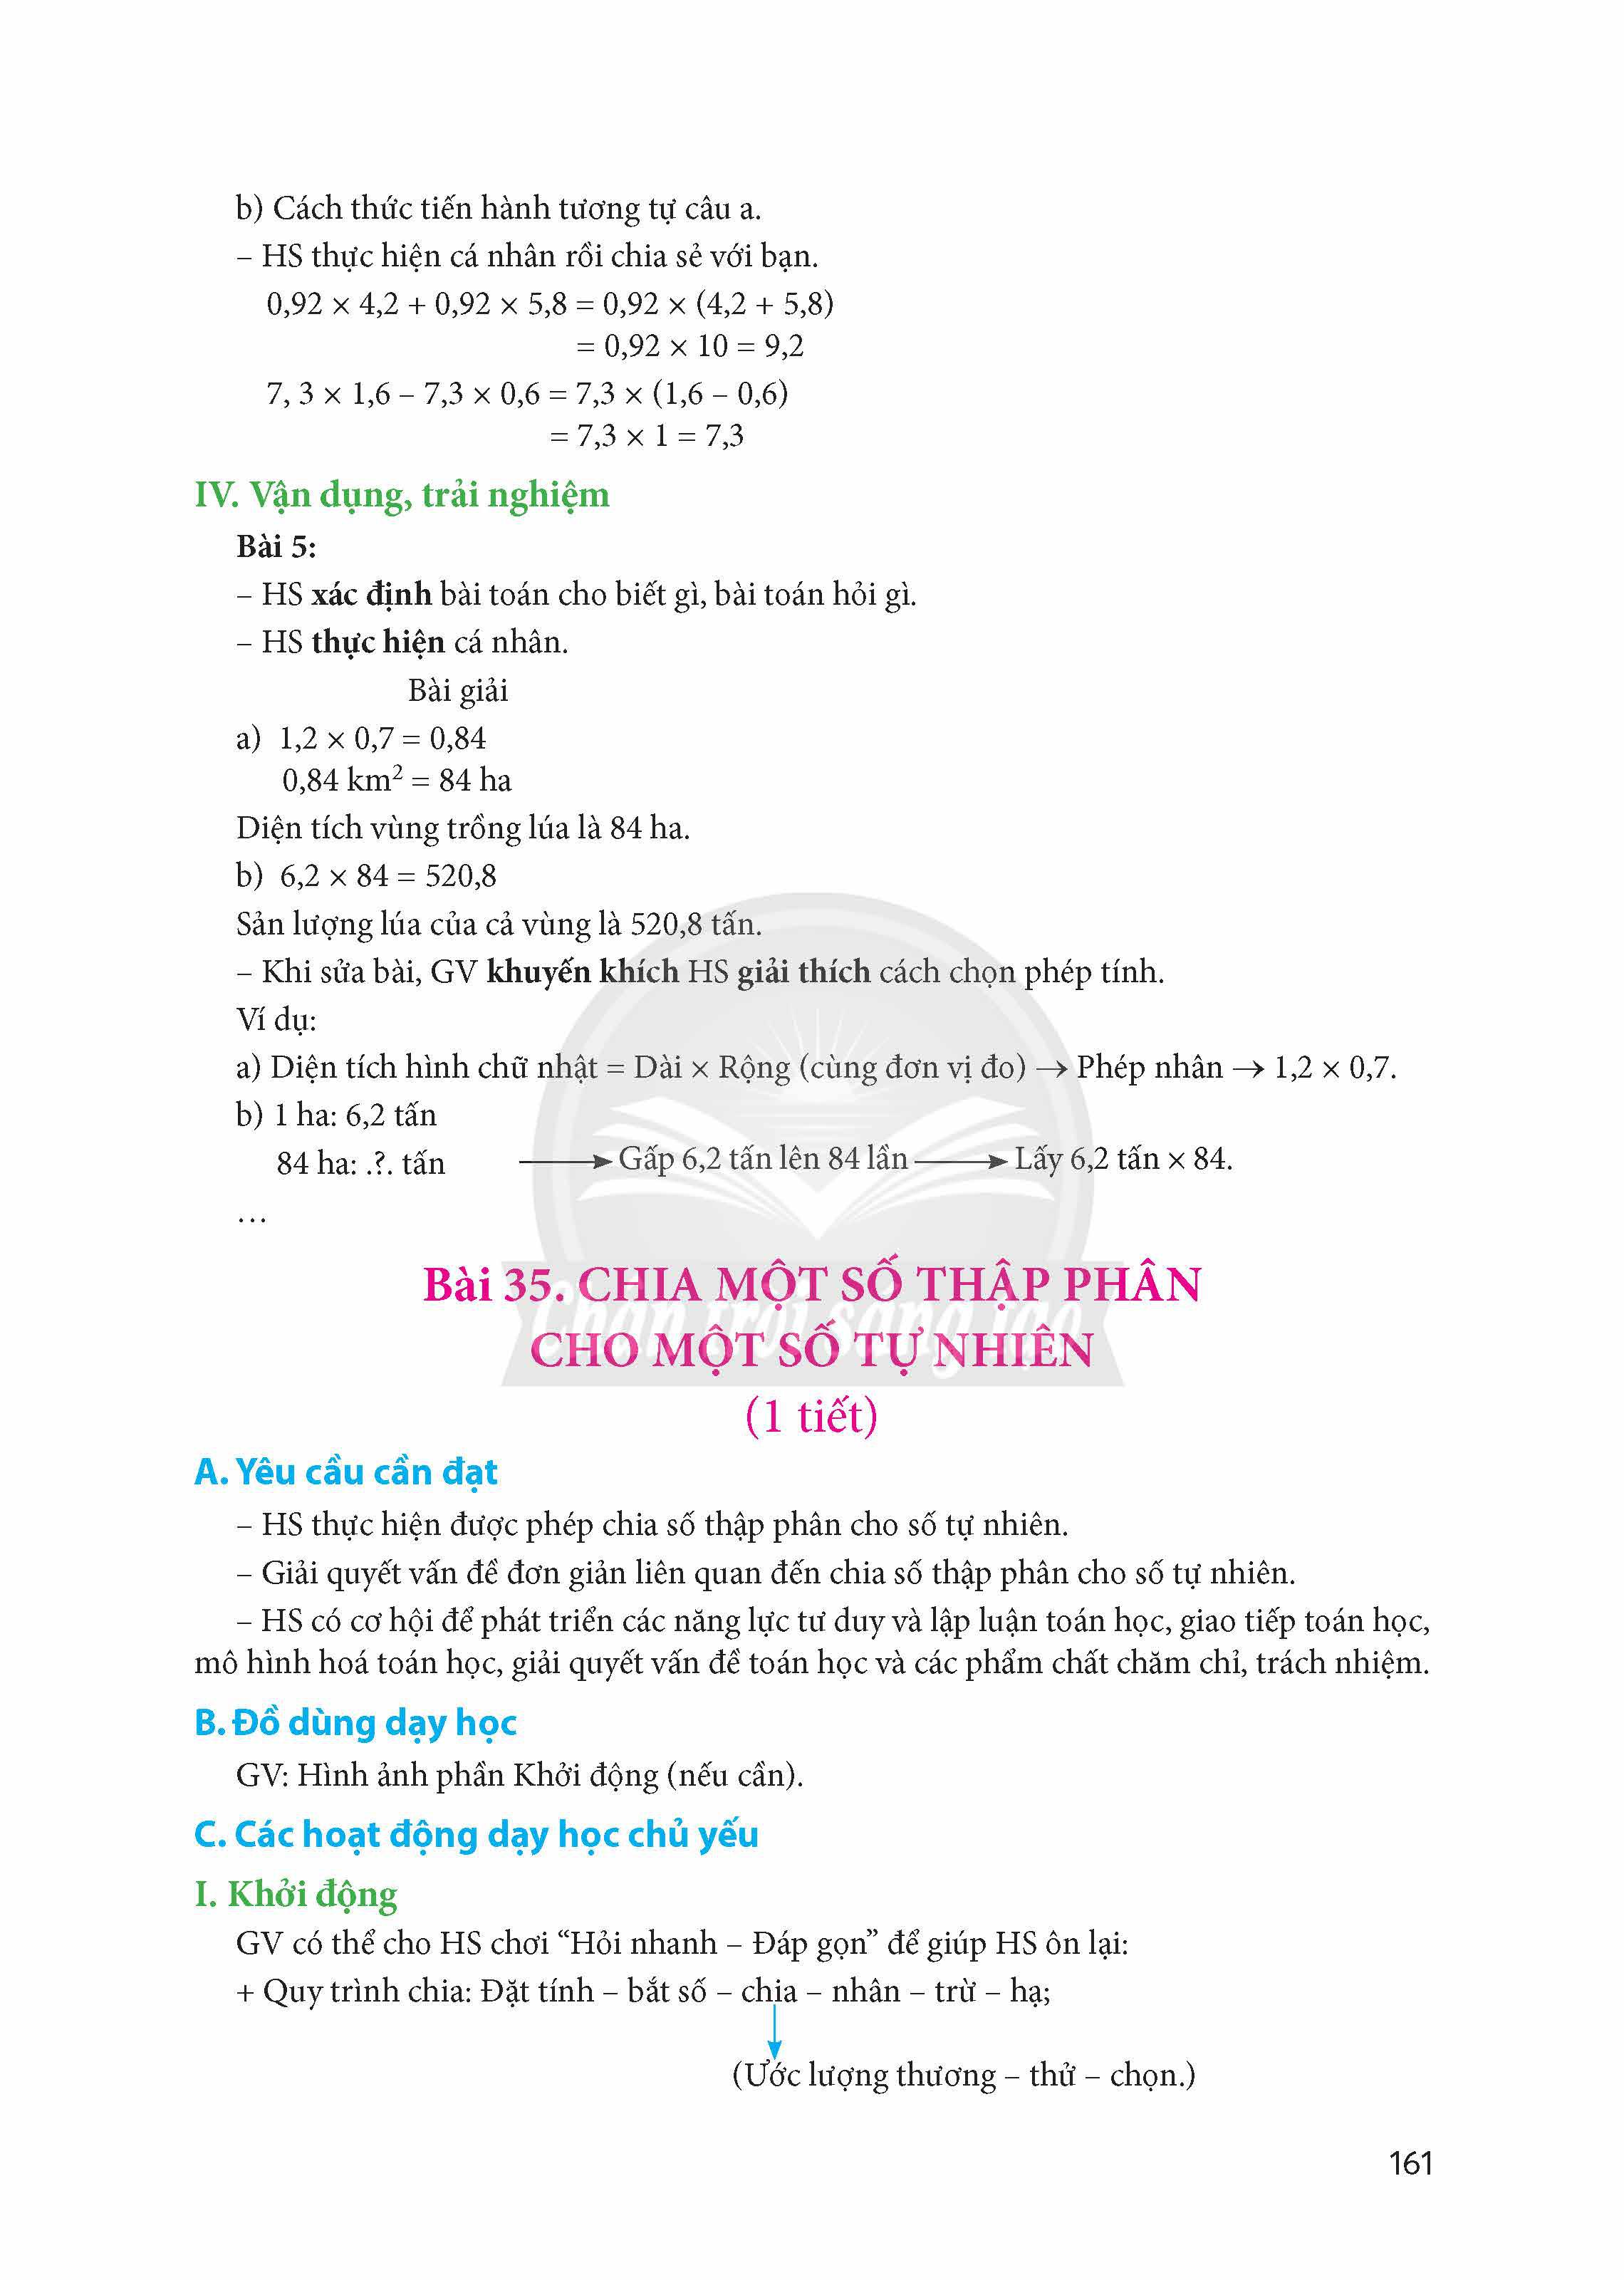 b) Cách thức tiến hành tương tự câu a.
– HS thực hiện cá nhân rồi chia sẻ với bạn.
0,92 × 4,2 + 0,92 × 5,8 = 0,92 × (4,2 + 5,8)
= 0,92 × 10 = 9,2
7, 3 × 1,6 – 7,3 × 0,6 = 7,3 × (1,6 – 0,6)
= 7,3 × 1 = 7,3
IV. Vận dụng, trải nghiệm
Bài 5:
– HS xác định bài toán cho biết gì, bài toán hỏi gì.
– HS thực hiện cá nhân.
Bài giải
a) 1,2 × 0,7 = 0,84
0,84 km² = 84 ha
Diện tích vùng trồng lúa là 84 ha.
b) 6,2 × 84 = 520,8
Sản lượng lúa của cả vùng là 520,8 tấn.
– Khi sửa bài, GV khuyến khích HS giải thích cách chọn phép tính.
Ví dụ:
a) Diện tích hình chữ nhật = Dài × Rộng (cùng đơn vị đo) → Phép nhân → 1,2 × 0,7.
b) 1 ha: 6,2 tấn
84 ha: .?. tấn → Gấp 6,2 tấn lên 84 lần → Lấy 6,2 tấn × 84.
…
Bài 35. CHIA MỘT SỐ THẬP PHÂN
CHO MỘT SỐ TỰ NHIÊN
Chân trời sáng tạo
(1 tiết)
A. Yêu cầu cần đạt
– HS thực hiện được phép chia số thập phân cho số tự nhiên.
– Giải quyết vấn đề đơn giản liên quan đến chia số thập phân cho số tự nhiên.
– HS có cơ hội để phát triển các năng lực tư duy và lập luận toán học, giao tiếp toán học,
mô hình hoá toán học, giải quyết vấn đề toán học và các phẩm chất chăm chỉ, trách nhiệm.
B. Đồ dùng dạy học
GV: Hình ảnh phần Khởi động (nếu cần).
C. Các hoạt động dạy học chủ yếu
I. Khởi động
GV có thể cho HS chơi “Hỏi nhanh – Đáp gọn” để giúp HS ôn lại:
+ Quy trình chia: Đặt tính – bắt số – chia – nhân – trừ – hạ;
(Ước lượng thương – thử – chọn.)
161